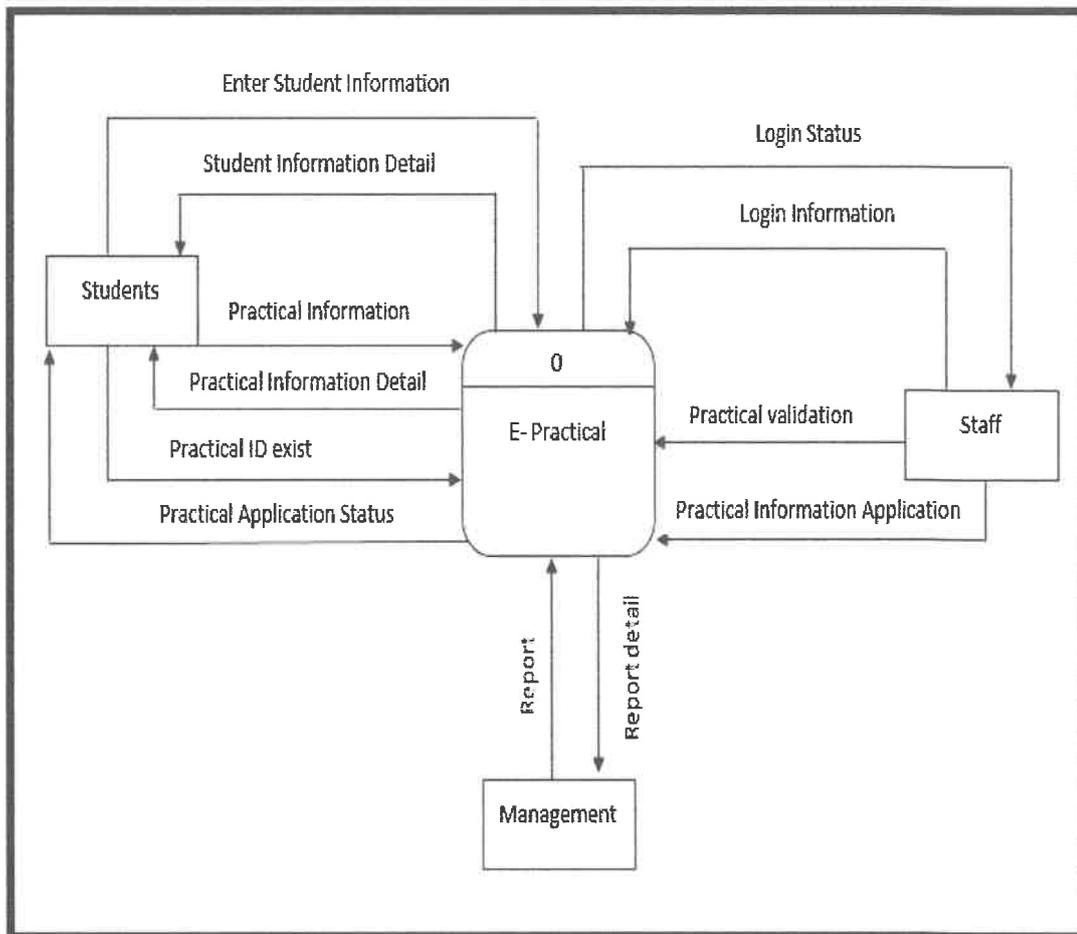 Enter Student Information
Login Status
Student Information Detail
Login Information
Students
Practical Information
0
Practical Information Detail
E- Practical
Practical validation
Staff
Practical ID exist
Practical Application Status
Practical Information Application
Report
Report detail
Management